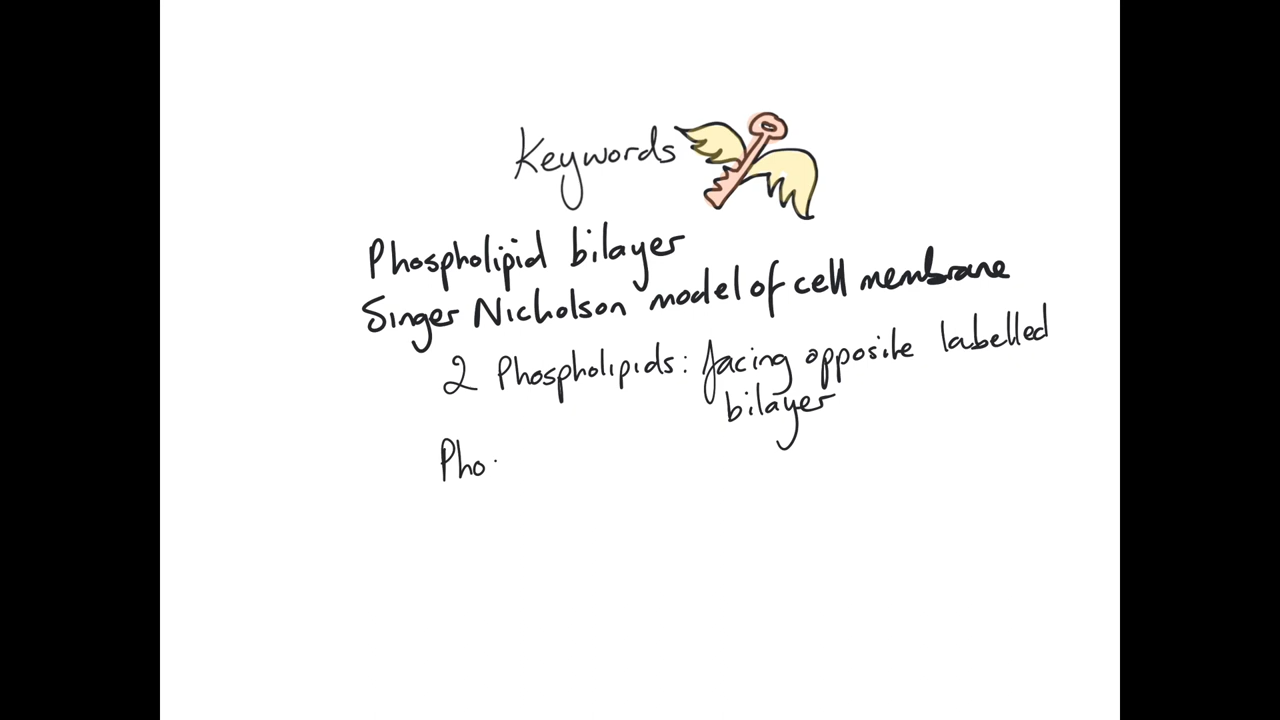 Keywords
Phospholipid bilayer
Singer Nicholson model of cell membrane
2 Phospholipids: facing opposite labelled
bilayer
Pho.